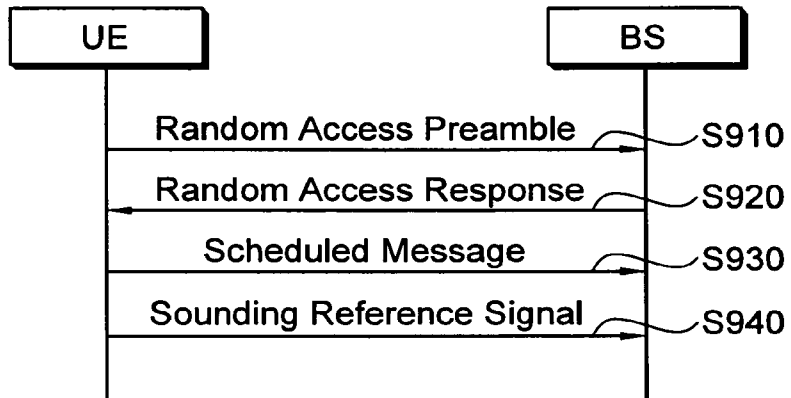 UE
BS
Random Access Preamble
S910
Random Access Response
S920
Scheduled Message
S930
Sounding Reference Signal
S940